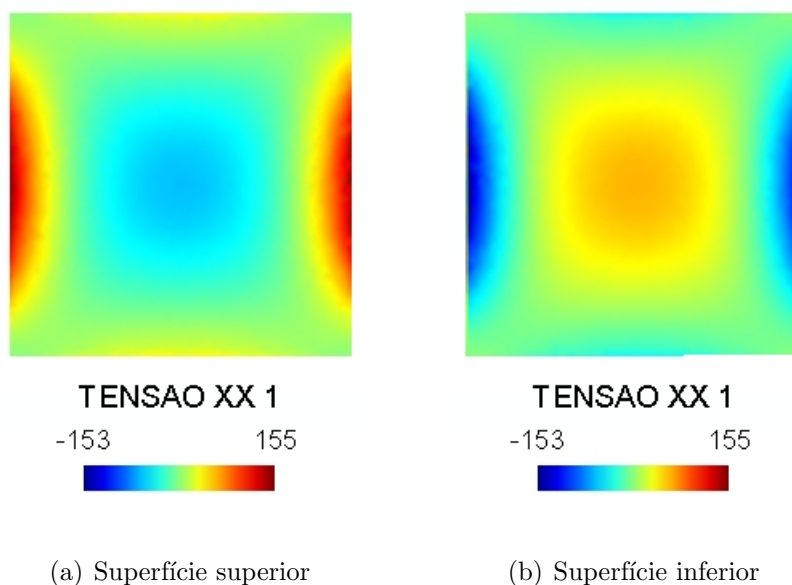 TENSAO XX 1
-153 155
(a) Superfície superior
TENSAO XX 1
-153 155
(b) Superfície inferior